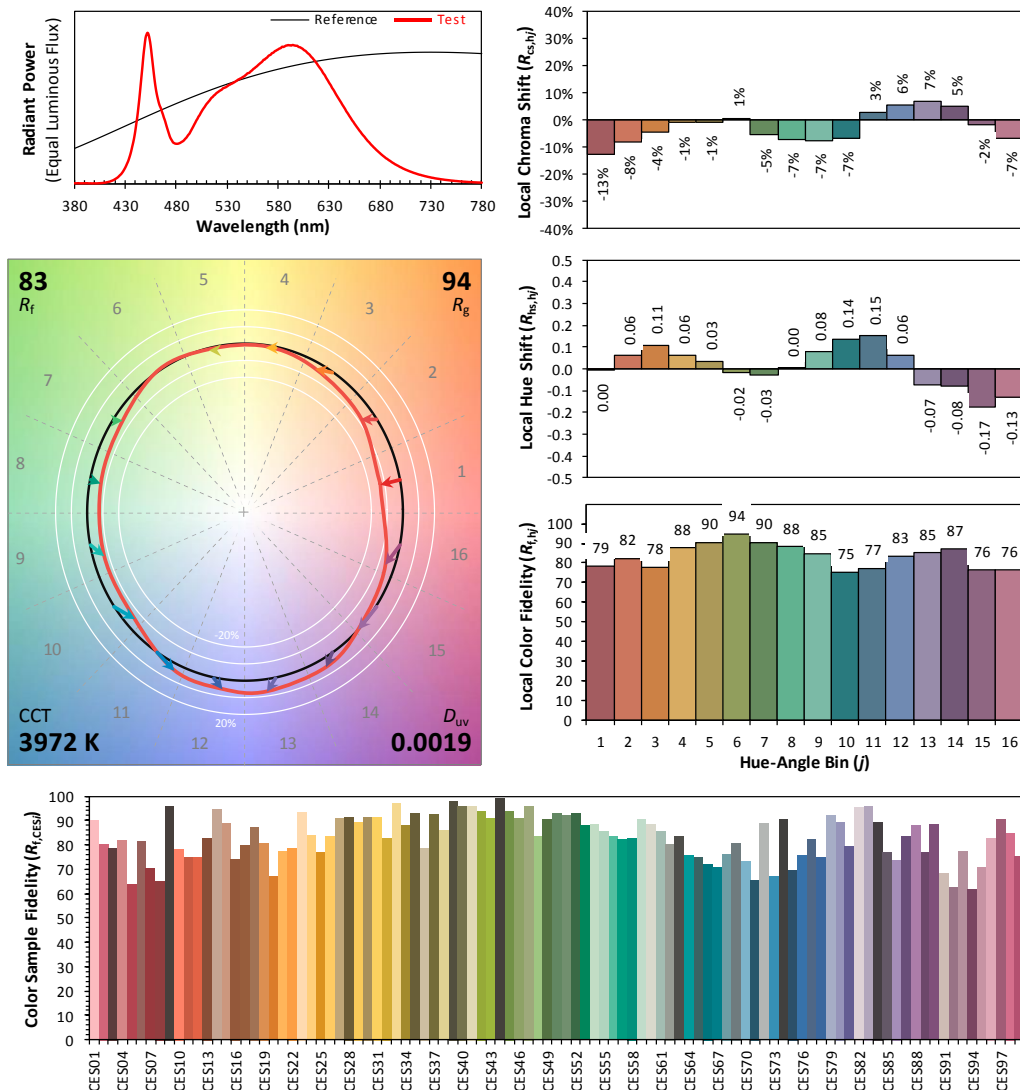 Reference
Test
Radiant Power
(Equal Luminous Flux)
380 430 480 530 580 630 680 730 780
Wavelength (nm)
Local Chroma Shift (Rcs,hj)
40%
30%
20%
10%
0%
-10%
-20%
-30%
-40%
-13% -8% -4% -1% -1% 1% -5% -7% -7% -7% 3% 6% 7% 5% -2% -7%
83
Rf
94
Rg
5 4
6 3
7 2
8 1
9 16
10 15
11 14
12 13
-20%
20%
CCT
3972 K
Duv
0.0019
Local Hue Shift (Rhs,hj)
0.5
0.4
0.3
0.2
0.1
0.0
-0.1
-0.2
-0.3
-0.4
-0.5
0.00 0.06 0.11 0.06 0.03 -0.02 -0.03 0.00 0.08 0.14 0.15 0.06 -0.07 -0.08 -0.17 -0.13
Local Color Fidelity (Rf,hj)
100
90
80
70
60
50
40
30
20
10
0
79 82 78 88 90 94 90 88 85 75 77 83 85 87 76 76
1 2 3 4 5 6 7 8 9 10 11 12 13 14 15 16
Hue-Angle Bin (j)
Color Sample Fidelity (Rf,CESi)
100
90
80
70
60
50
40
30
20
10
0
CES01 CES04 CES07 CES10 CES13 CES16 CES19 CES22 CES25 CES28 CES31 CES34 CES37 CES40 CES43 CES46 CES49 CES52 CES55 CES58 CES61 CES64 CES67 CES70 CES73 CES76 CES79 CES82 CES85 CES88 CES91 CES94 CES97